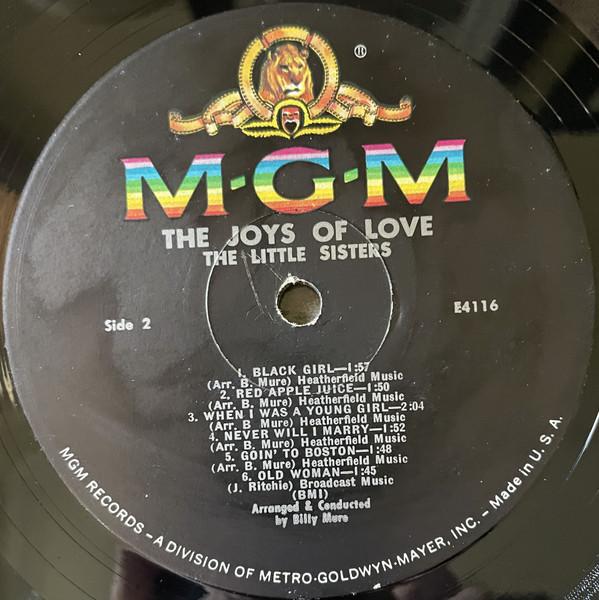 ®
M-G-M
THE JOYS OF LOVE
THE LITTLE SISTERS
Side 2
E4116
1. BLACK GIRL—1:57
(Arr. B. Mure) Heatherfield Music
2. RED APPLE JUICE—1:50
(Arr. B. Mure) Heatherfield Music
3. WHEN I WAS A YOUNG GIRL—2:04
(Arr. B Mure) Heatherfield Music
4. NEVER WILL I MARRY—1:52
(Arr. B. Mure) Heatherfield Music
5. GOIN' TO BOSTON—1:48
(Arr. B. Mure) Heatherfield Music
6. OLD WOMAN—1:45
(J. Ritchie) Broadcast Music
(BMI)
Arranged & Conducted
by Billy Mure
MGM RECORDS – A DIVISION OF METRO-GOLDWYN-MAYER, INC. – Made in U.S.A.